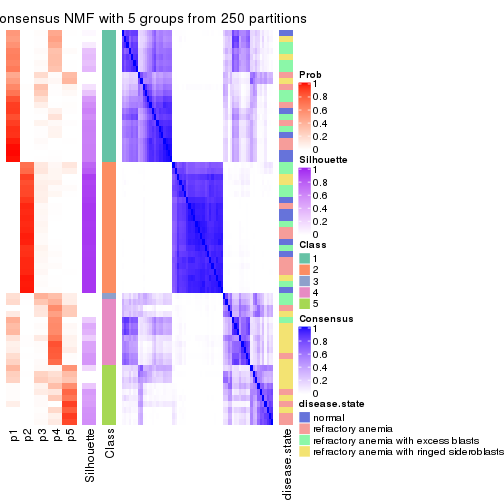 onsensus NMF with 5 groups from 250 partitions
Prob
1
0.8
0.6
0.4
0.2
0
Silhouette
1
0.8
0.6
0.4
0.2
0
Class
1
2
3
4
5
Consensus
1
0.8
0.6
0.4
0.2
0
disease.state
normal
refractory anemia
refractory anemia with excess blasts
refractory anemia with ringed sideroblasts
p1
p2
p3
p4
p5
Silhouette
Class
disease.state